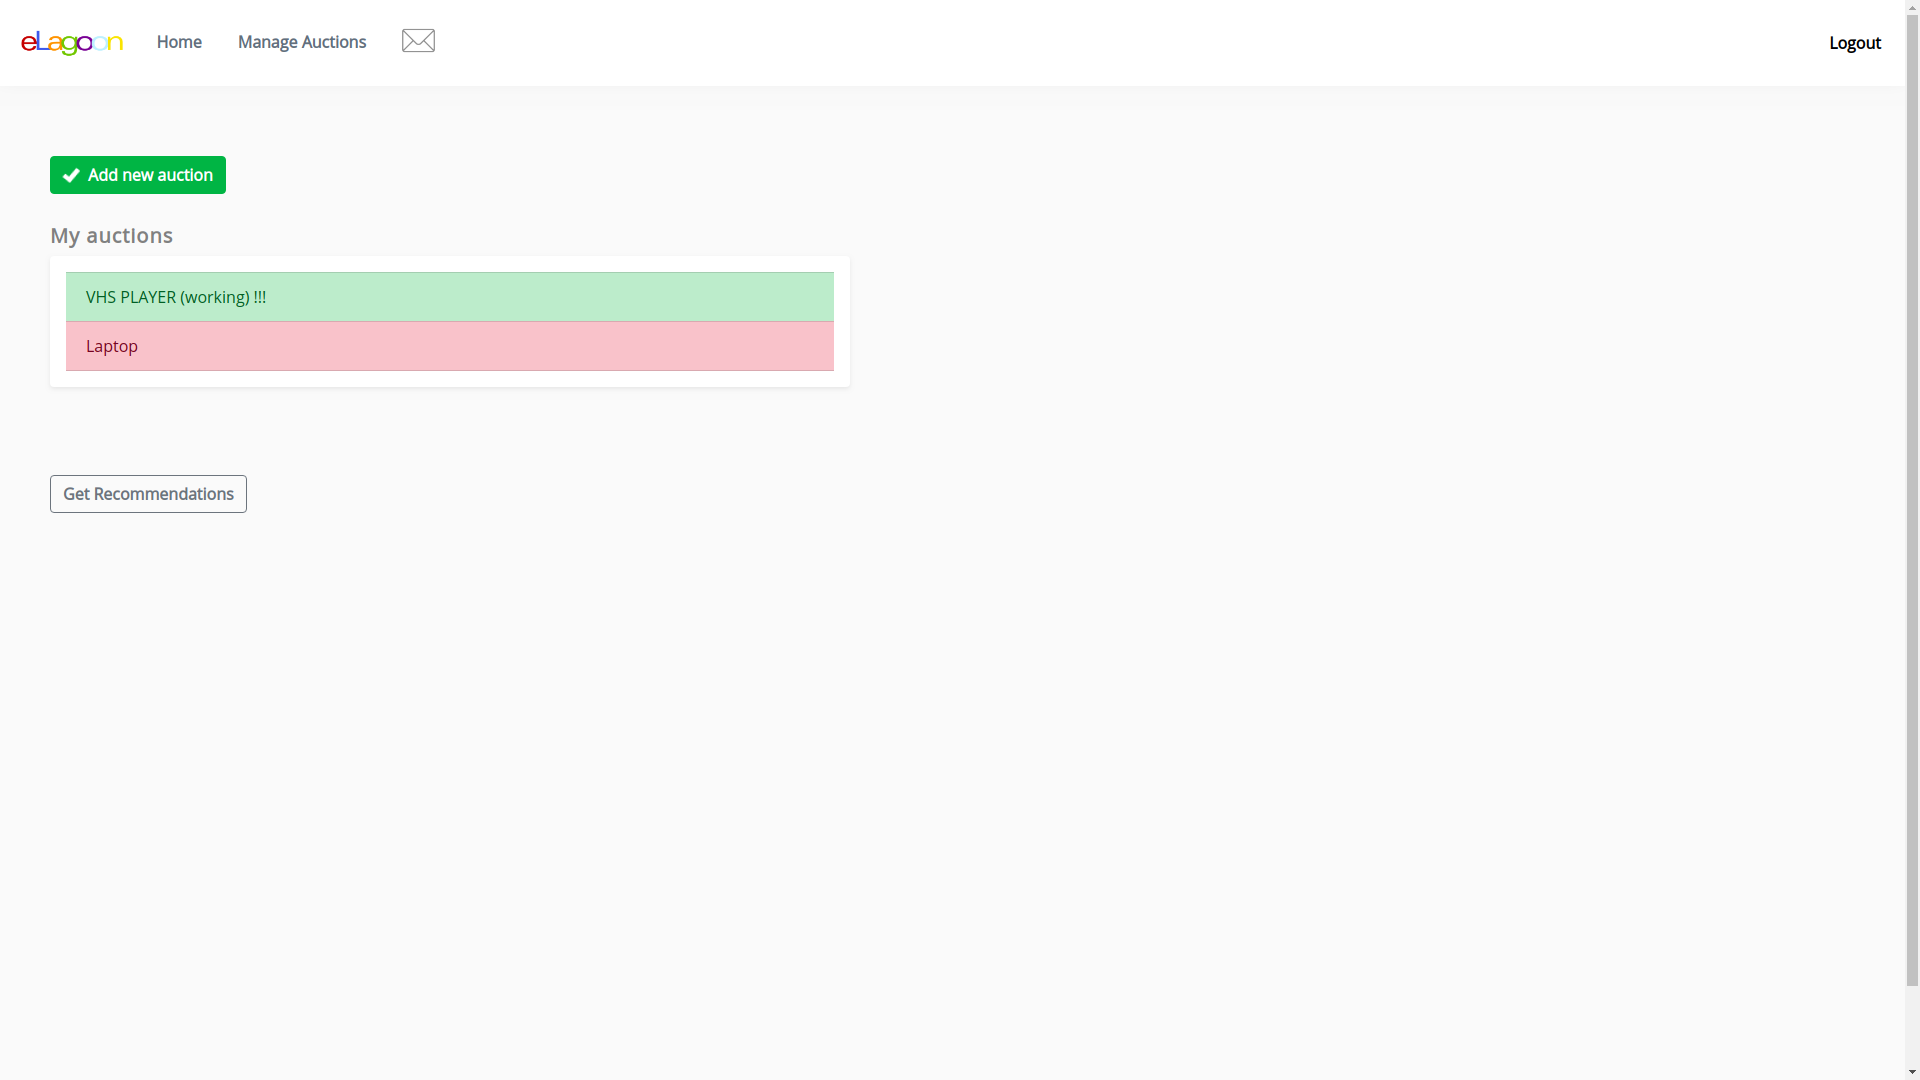 eLagoon
Home
Manage Auctions
Logout
Add new auction
My auctions
VHS PLAYER (working) !!!
Laptop
Get Recommendations